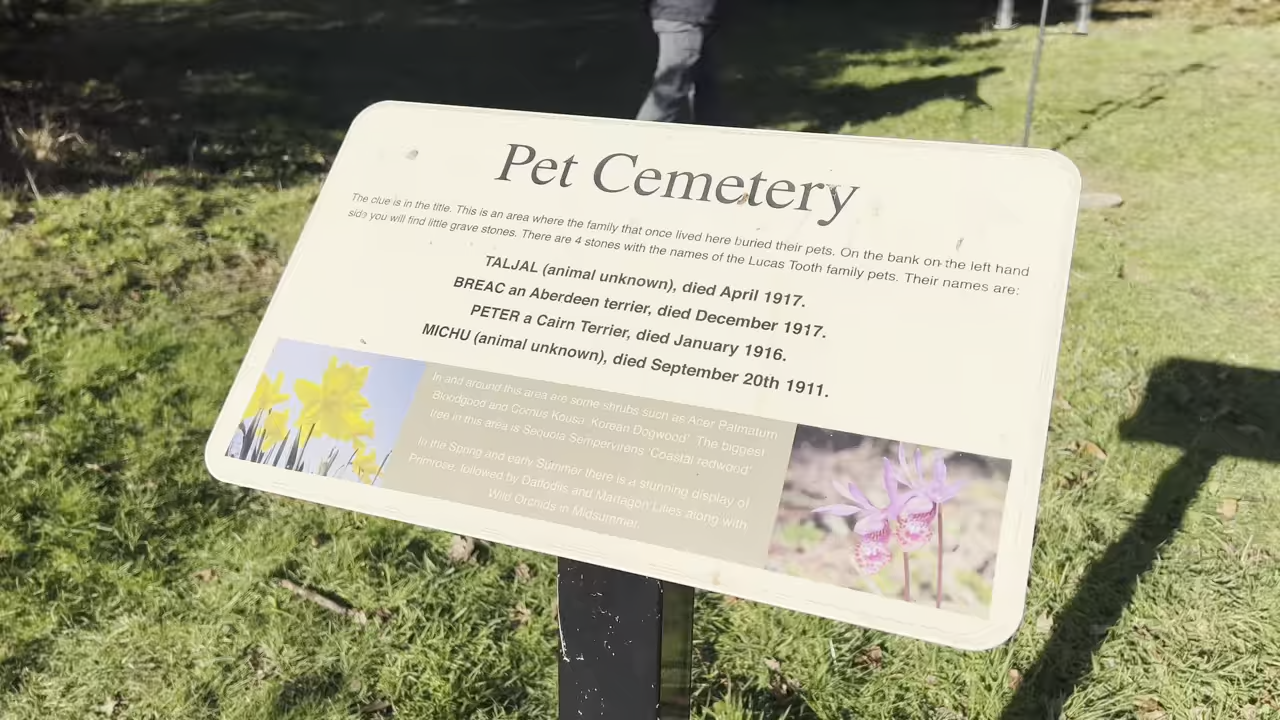 Pet Cemetery
The clue is in the title. This is an area where the family that once lived here buried their pets. On the bank on the left hand
side you will find little grave stones. There are 4 stones with the names of the Lucas Tooth family pets. Their names are:
TALJAL (animal unknown), died April 1917.
BREAC an Aberdeen terrier, died December 1917.
PETER a Cairn Terrier, died January 1916.
MICHU (animal unknown), died September 20th 1911.
In and around this area are some shrubs such as Acer Palmatum
Bloodgood and Cornus Kousa 'Korean Dogwood' The biggest
tree in this area is Sequoia Sempervirens 'Coastal redwood'
In the Spring and early Summer there is a stunning display of
Primrose, followed by Daffodils and Martagon Lilies along with
Wild Orchids in Midsummer.